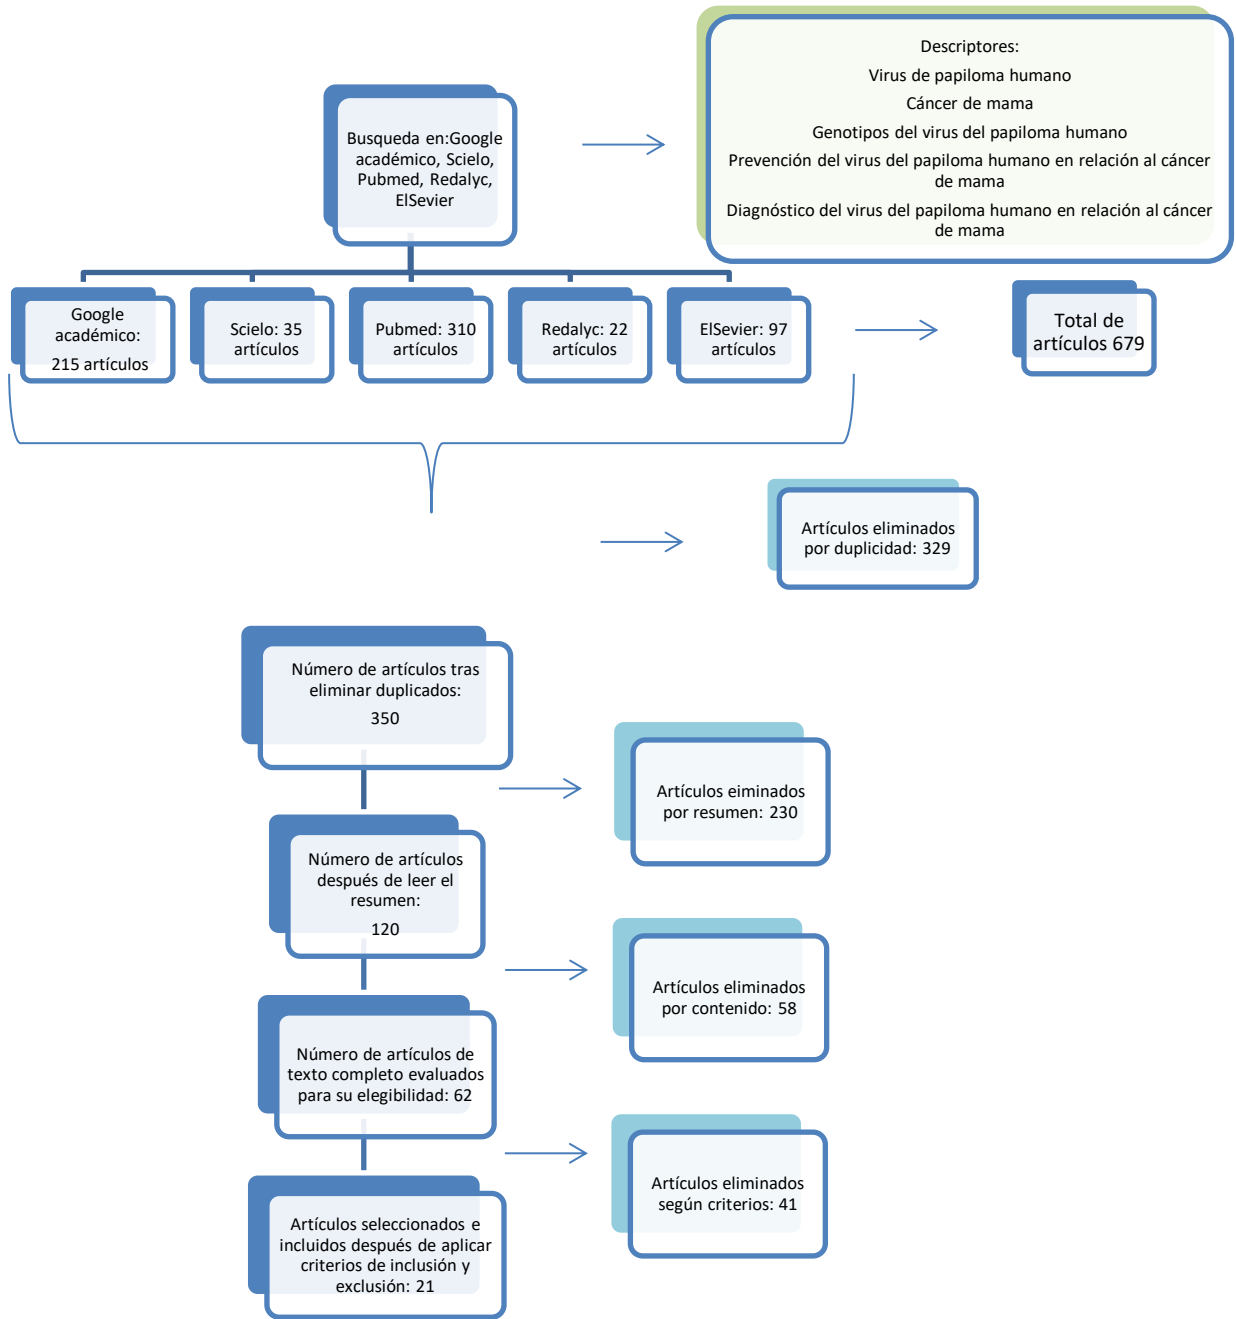 Descriptores:
Virus de papiloma humano
Cáncer de mama
Genotipos del virus del papiloma humano
Prevención del virus del papiloma humano en relación al cáncer
de mama
Diagnóstico del virus del papiloma humano en relación al cáncer
de mama
Busqueda en:Google
académico, Scielo,
Pubmed, Redalyc,
ElSevier
Google
académico:
215 artículos
Scielo: 35
artículos
Pubmed: 310
artículos
Redalyc: 22
artículos
ElSevier: 97
artículos
Total de
artículos 679
Artículos eliminados
por duplicidad: 329
Número de artículos tras
eliminar duplicados:
350
Artículos eiminados
por resumen: 230
Número de artículos
después de leer el
resumen:
120
Artículos eliminados
por contenido: 58
Número de artículos de
texto completo evaluados
para su elegibilidad: 62
Artículos eliminados
según criterios: 41
Artículos seleccionados e
incluidos después de aplicar
criterios de inclusión y
exclusión: 21